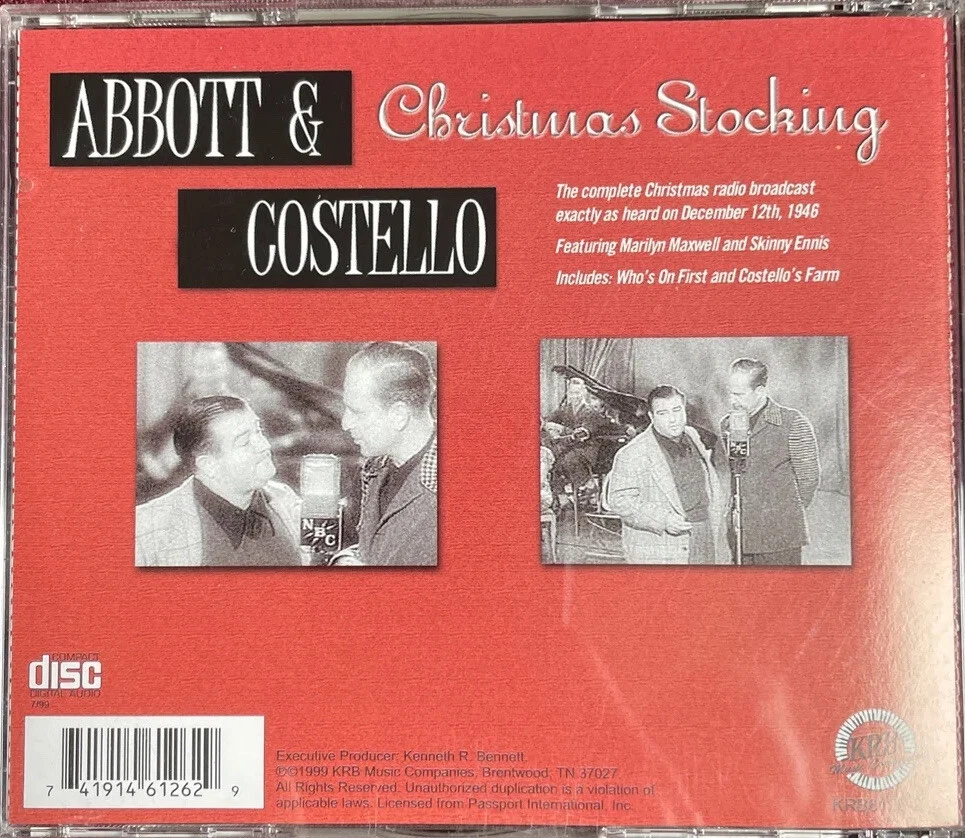 ABBOTT &
COSTELLO
Christmas Stocking
The complete Christmas radio broadcast
exactly as heard on December 12th, 1946
Featuring Marilyn Maxwell and Skinny Ennis
Includes: Who's On First and Costello's Farm
NBC
NBC
COMPACT
disc
DIGITAL AUDIO
7/99
7 41914 61262 9
Executive Producer: Kenneth R. Bennett.
℗©1999 KRB Music Companies, Brentwood, TN 37027
All Rights Reserved. Unauthorized duplication is a violation of
applicable laws. Licensed from Passport International, Inc.
KRB